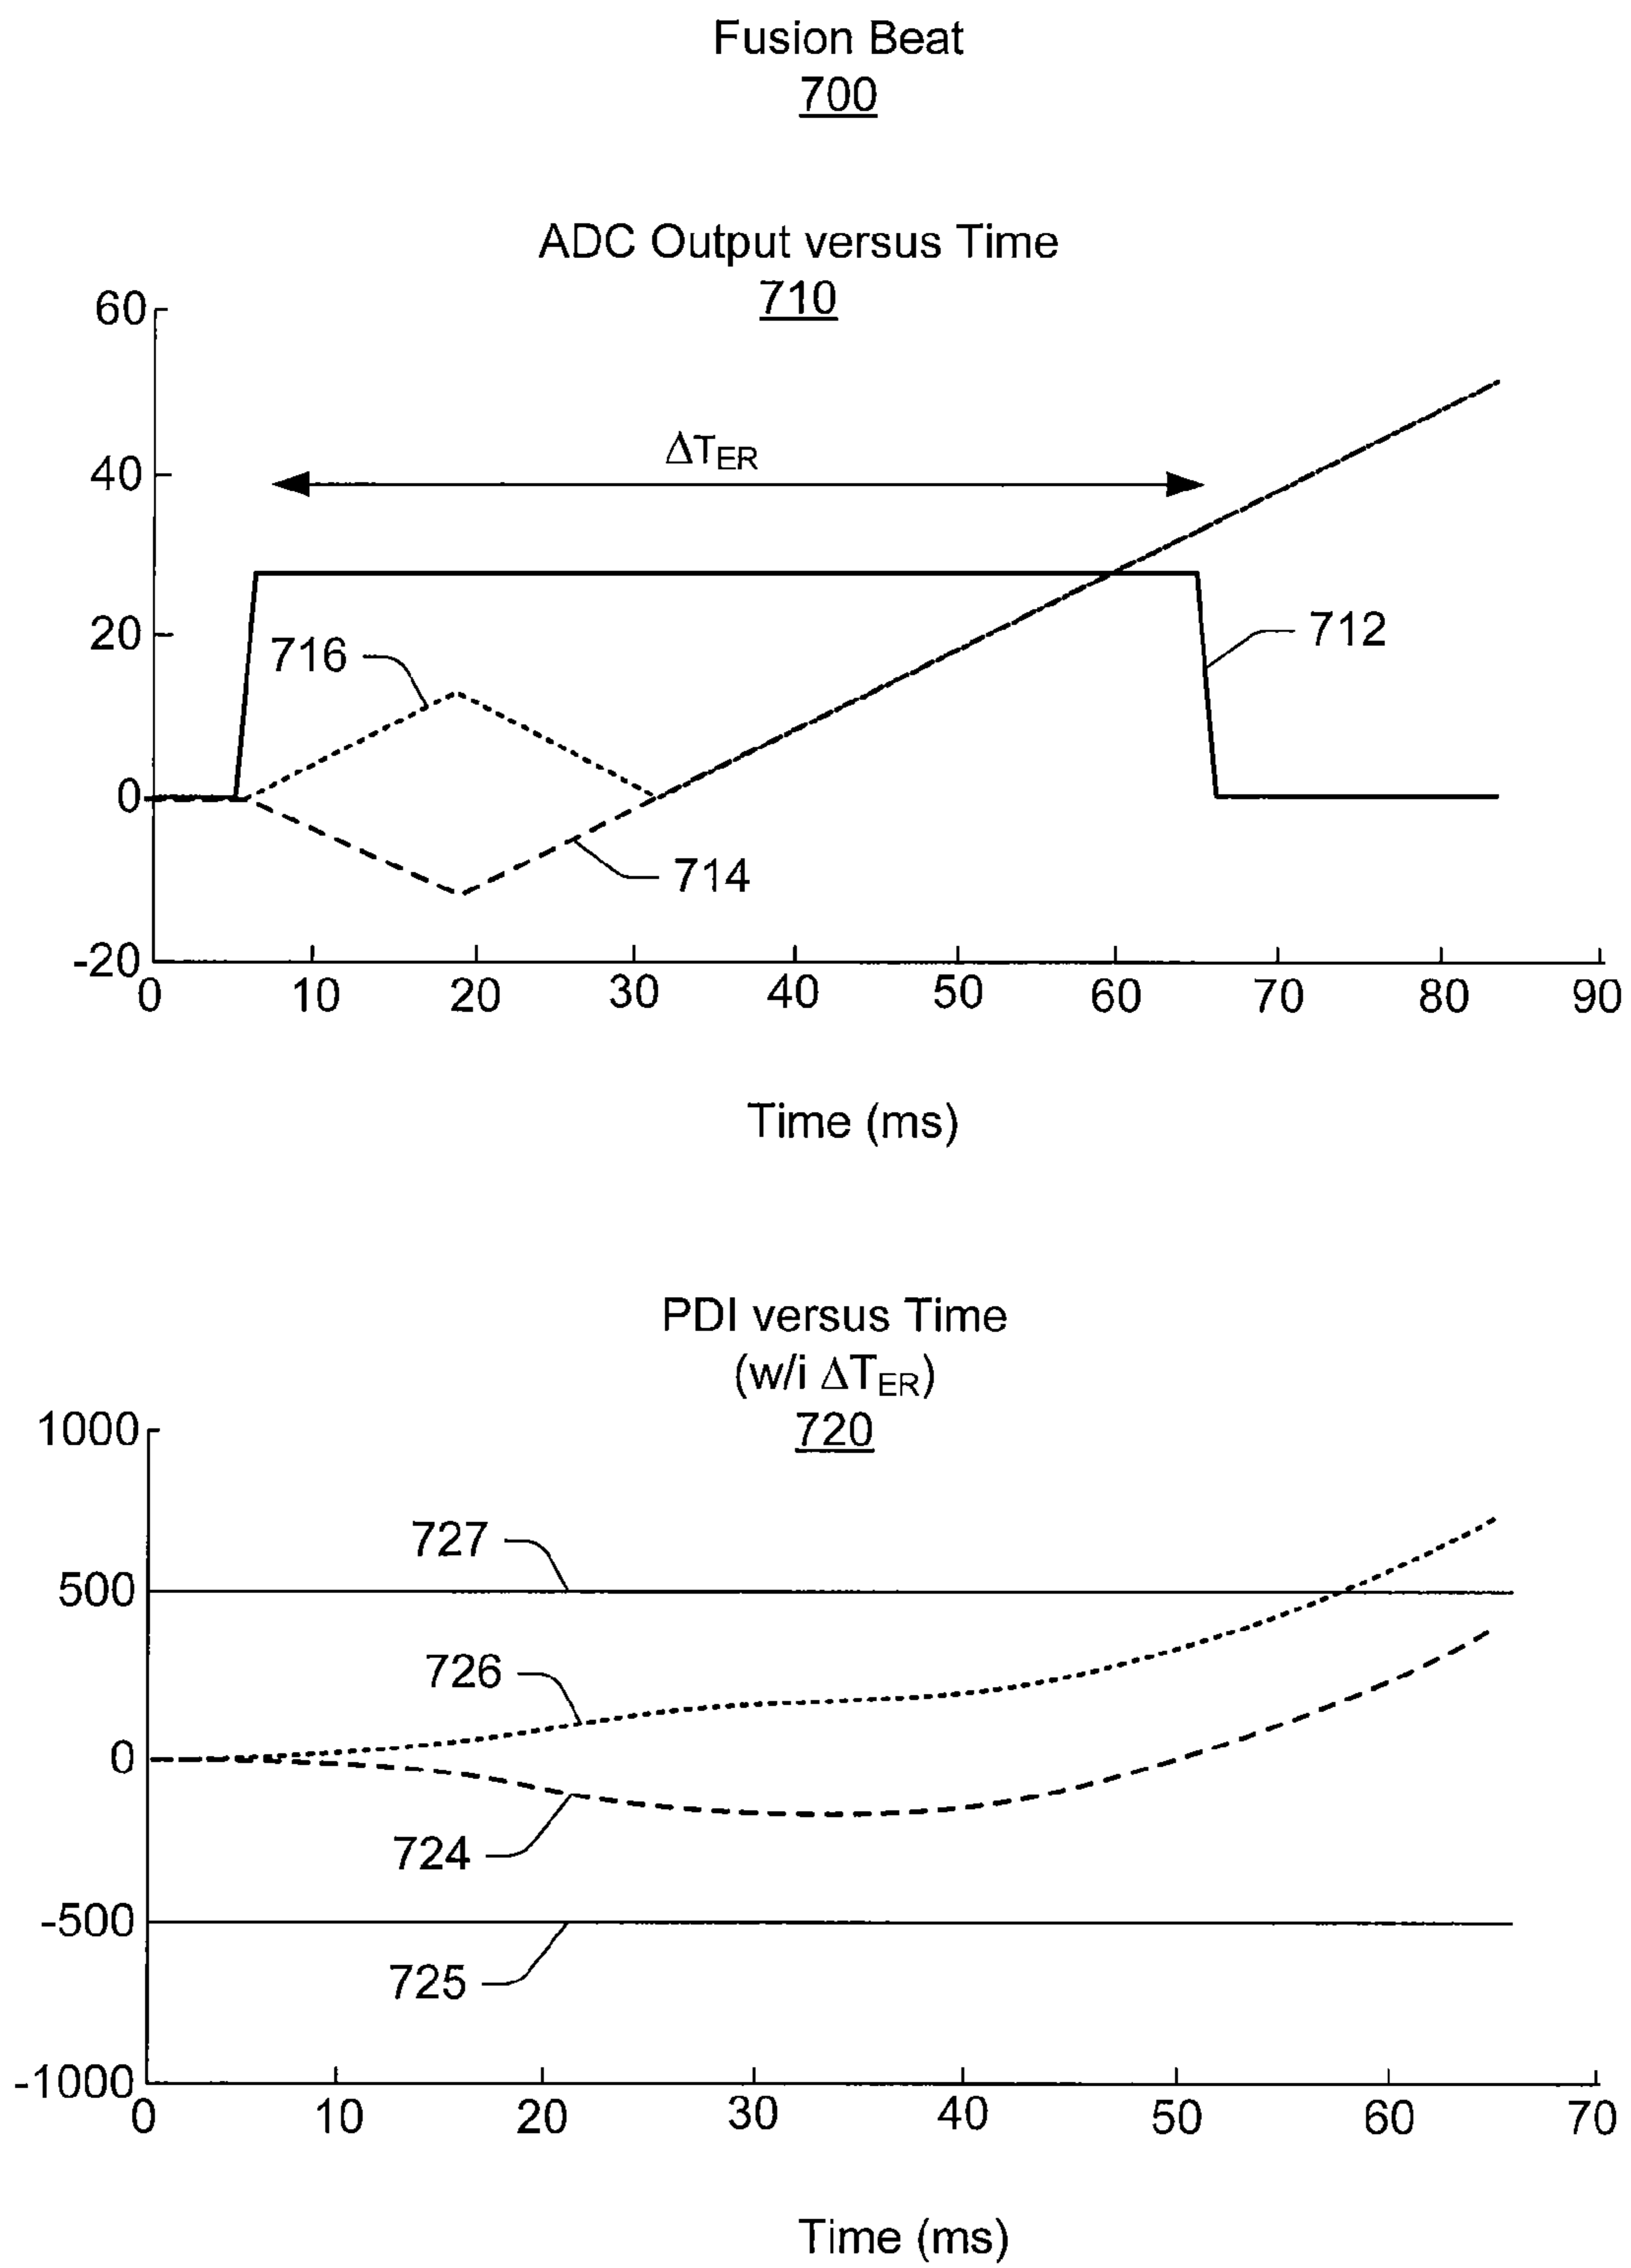 Fusion Beat
700
ADC Output versus Time
710
60
40
20
0
-20
ΔTER
716
712
714
0 10 20 30 40 50 60 70 80 90
Time (ms)
PDI versus Time
(w/i ΔTER)
720
1000
500
0
-500
-1000
727
726
724
725
0 10 20 30 40 50 60 70
Time (ms)